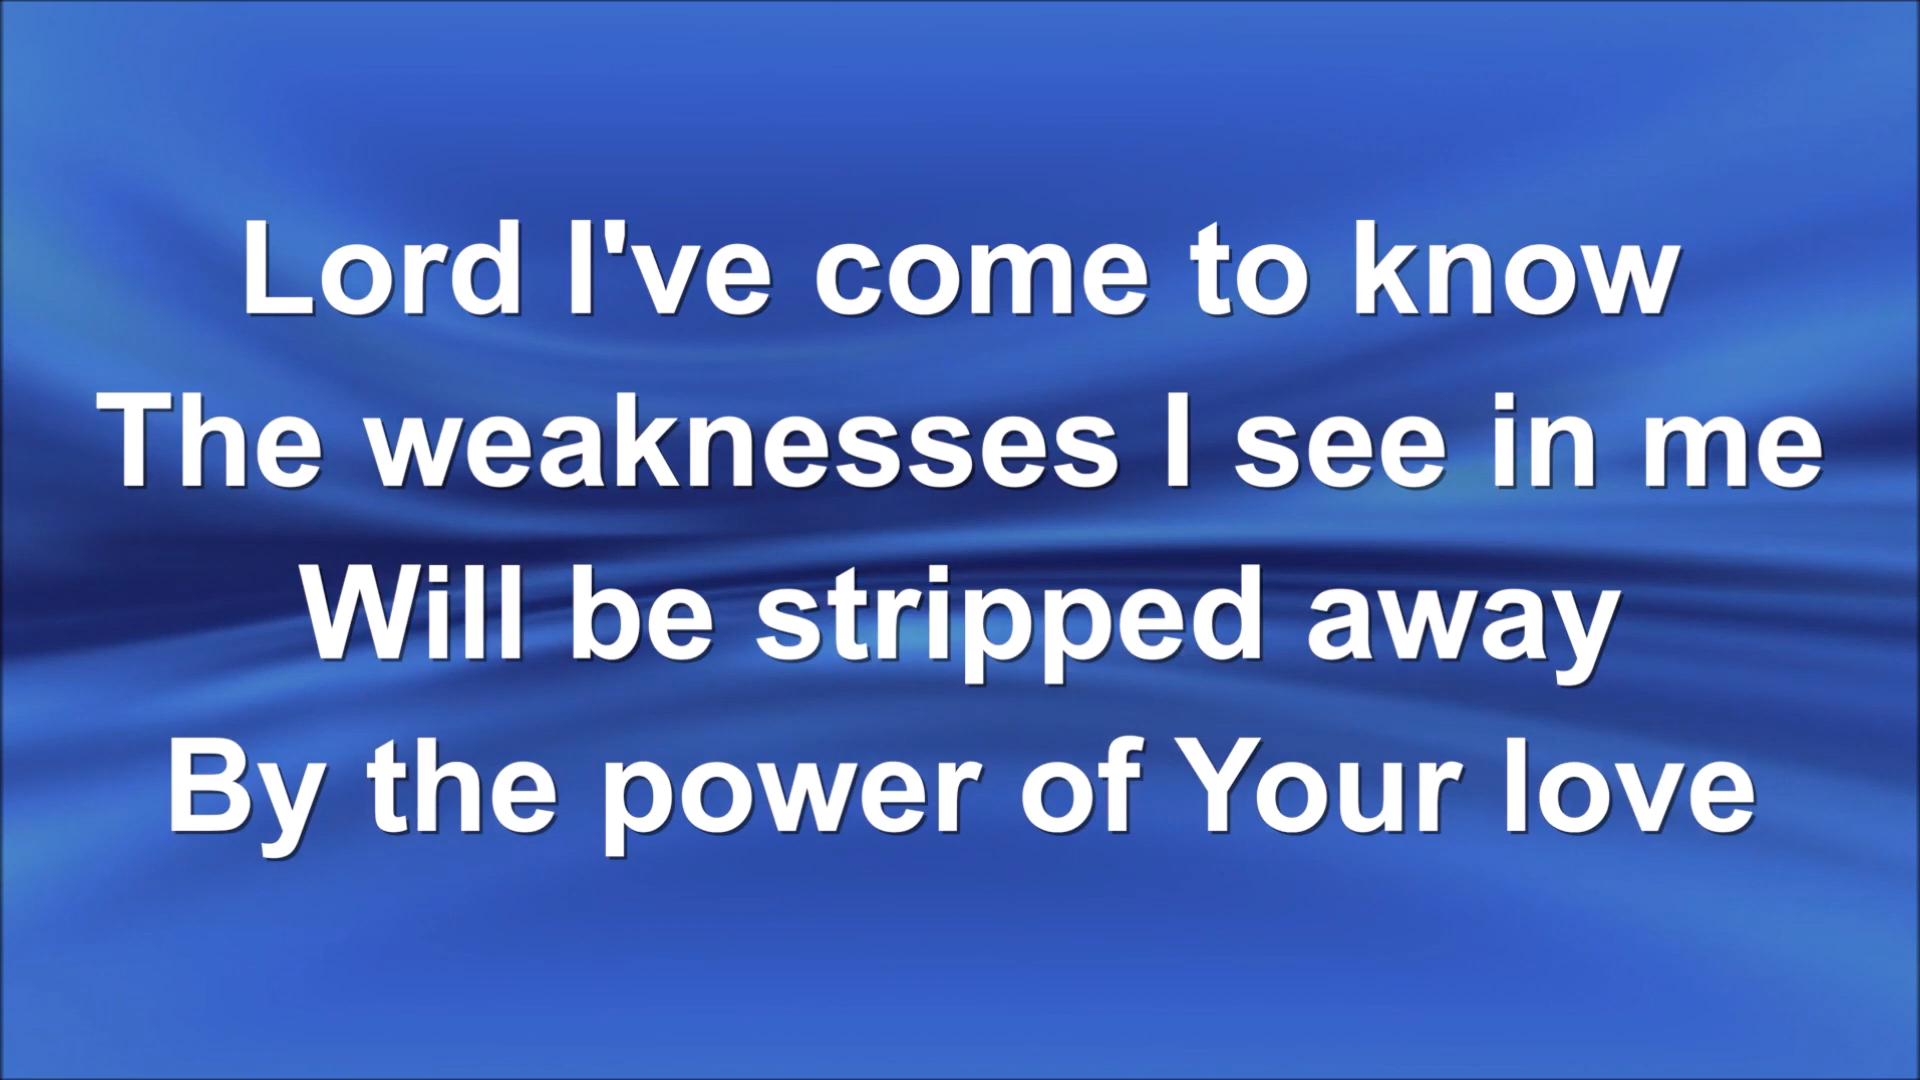 Lord I've come to know
The weaknesses I see in me
Will be stripped away
By the power of Your love